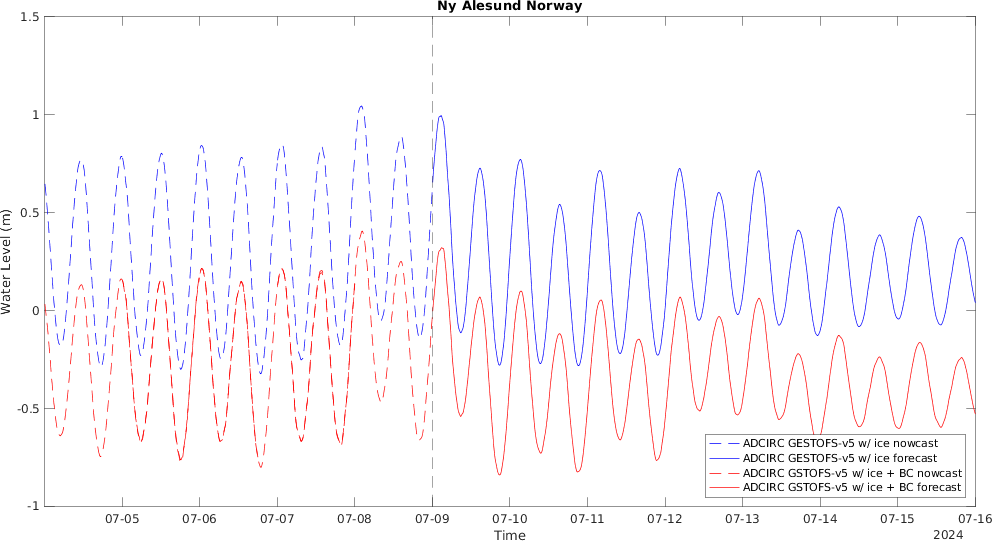 Ny Alesund Norway
1.5
1
0.5
0
-0.5
-1
Water Level (m)
ADCIRC GESTOFS-v5 w/ ice nowcast
ADCIRC GESTOFS-v5 w/ ice forecast
ADCIRC GSTOFS-v5 w/ ice + BC nowcast
ADCIRC GSTOFS-v5 w/ ice + BC forecast
07-05 07-06 07-07 07-08 07-09 07-10 07-11 07-12 07-13 07-14 07-15 07-16
Time
2024